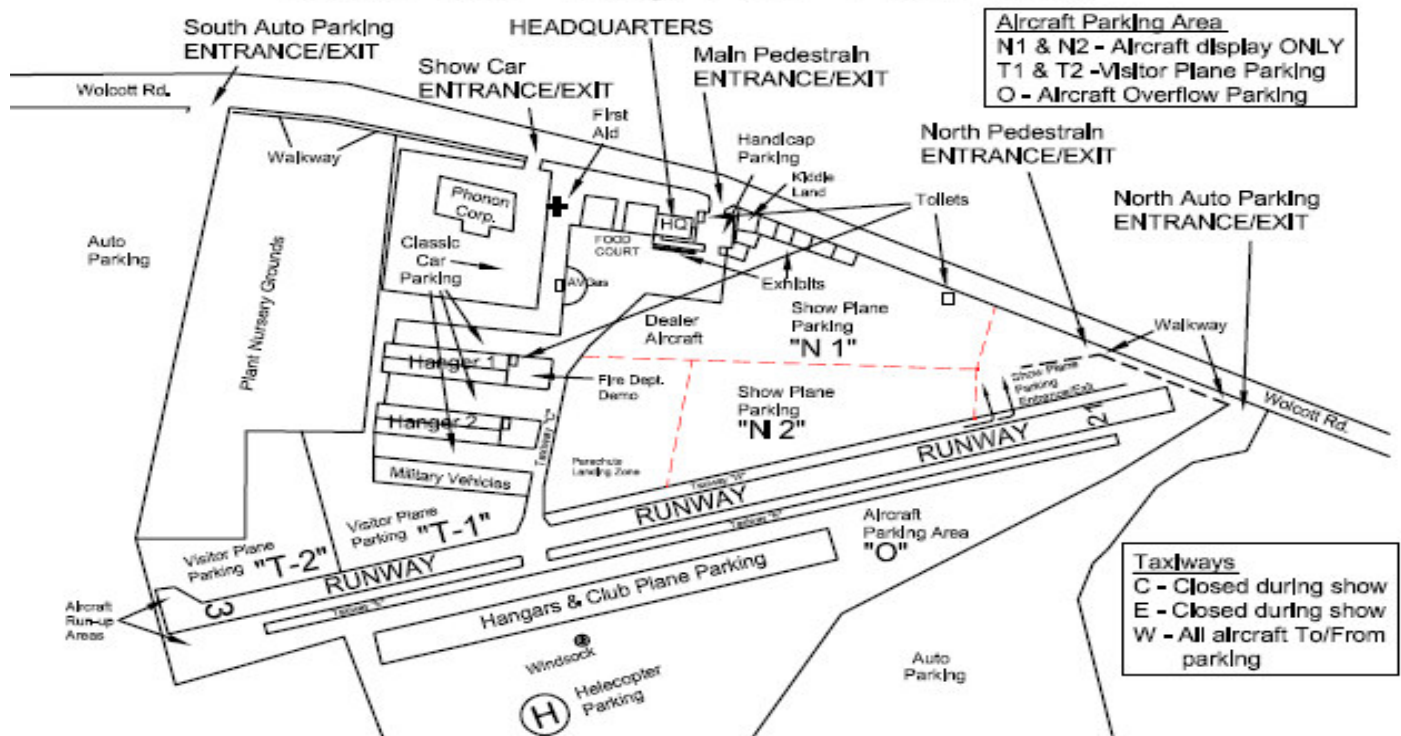 South Auto Parking
ENTRANCE/EXIT
HEADQUARTERS
Show Car
ENTRANCE/EXIT
Main Pedestrain
ENTRANCE/EXIT
Aircraft Parking Area
N1 & N2 - Aircraft display ONLY
T1 & T2 -Visitor Plane Parking
O - Aircraft Overflow Parking
Wolcott Rd.
First
Aid
Handicap
Parking
North Pedestrain
ENTRANCE/EXIT
Walkway
Kiddie
Land
Toilets
North Auto Parking
ENTRANCE/EXIT
Phonon
Corp.
HQ
Auto
Parking
Plant Nursery Grounds
Classic
Car
Parking
FOOD
COURT
AVGas
Exhibits
Dealer
Aircraft
Show Plane
Parking
"N 1"
Walkway
Hanger 1
Fire Dept.
Demo
Show Plane
Parking
"N 2"
Show Plane
Parking
Entrance/Exit
Wolcott Rd.
Hanger 2
Taxiway "C"
21
RUNWAY
Military Vehicles
Parachute
Landing Zone
Taxiway "W"
RUNWAY
Visitor Plane
Parking "T-1"
Visitor Plane
Parking "T-2"
RUNWAY
3
Aircraft
Parking Area
"O"
Aircraft
Run-up
Areas
Hangars & Club Plane Parking
Windsock
H
Helecopter
Parking
Auto
Parking
Taxiways
C - Closed during show
E - Closed during show
W - All aircraft To/From
parking